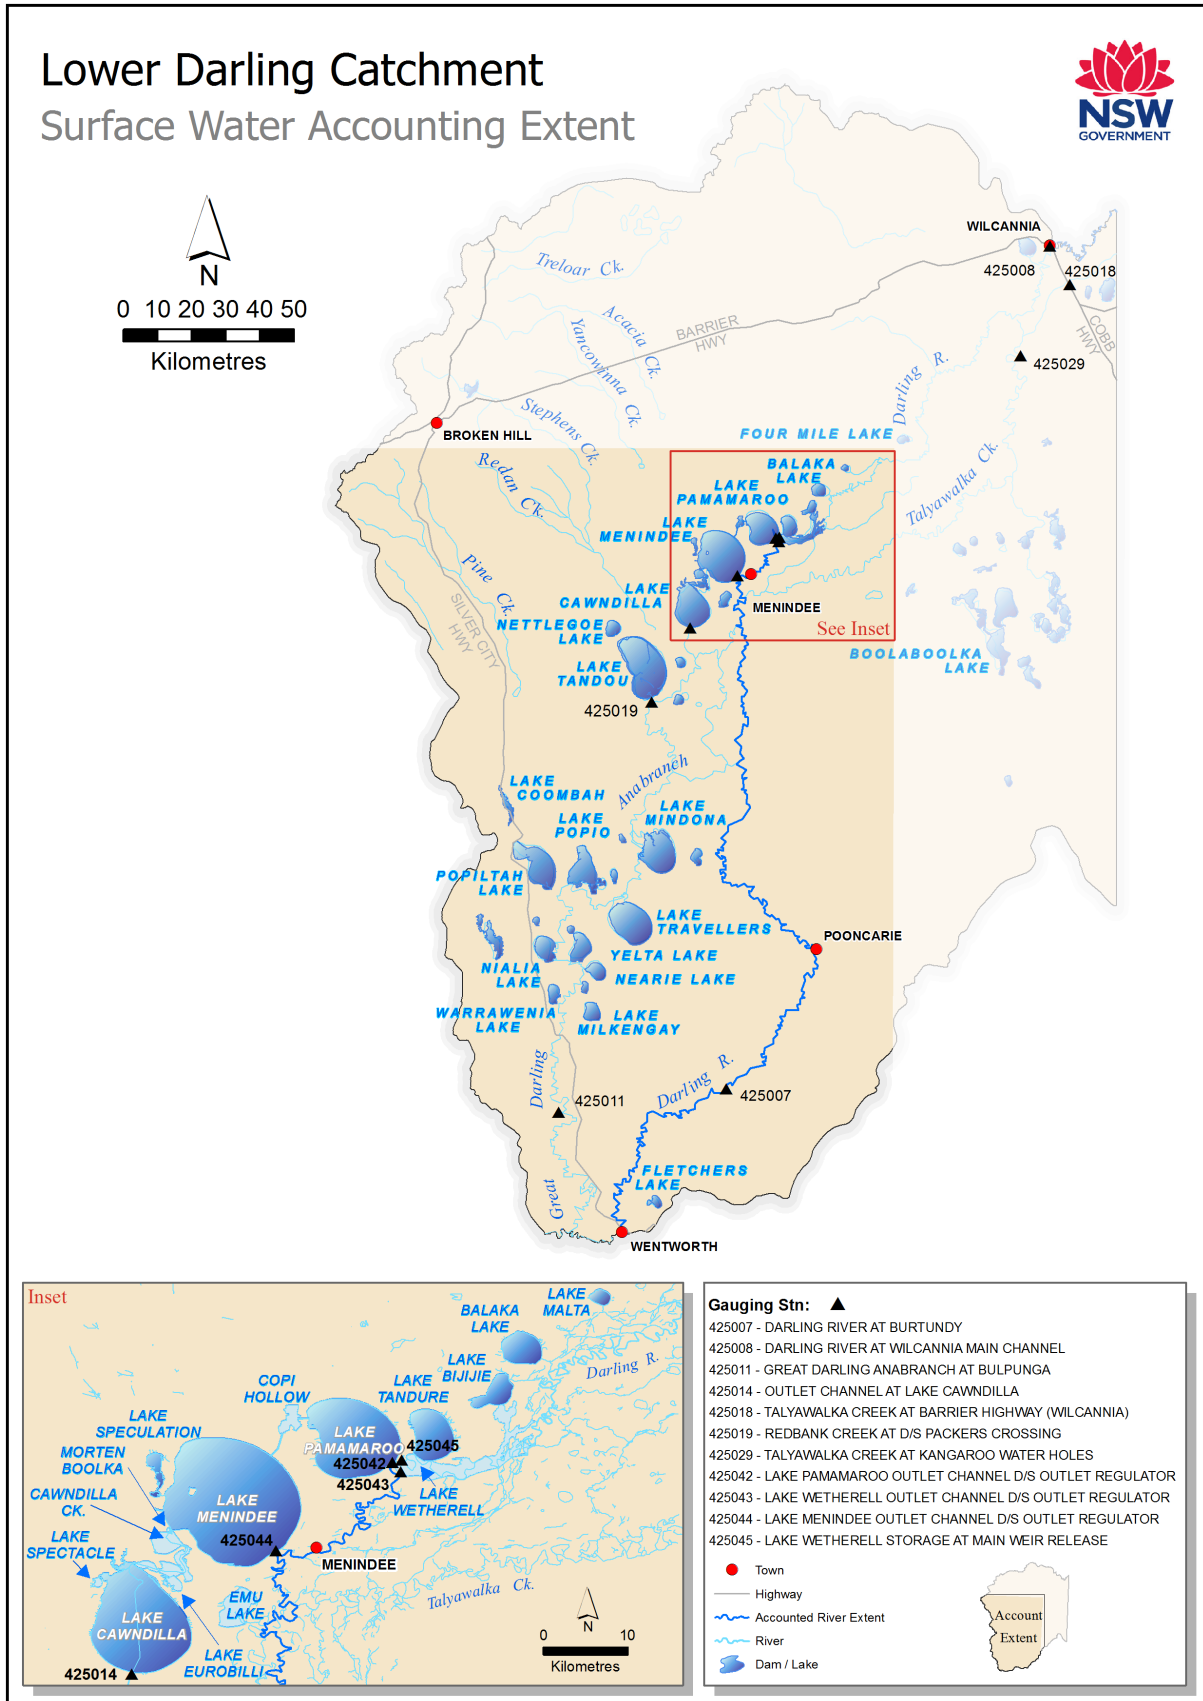 Lower Darling Catchment
Surface Water Accounting Extent
NSW
GOVERNMENT
N
0 10 20 30 40 50
Kilometres
WILCANNIA
425008
425018
COBB
HWY
425029
Treloar Ck.
Acacia Ck.
Yancowinna Ck.
BARRIER
HWY
Stephens Ck.
Darling R.
BROKEN HILL
Redan Ck.
FOUR MILE LAKE
BALAKA
LAKE
LAKE
PAMAMAROO
Talyawalka Ck.
LAKE
MENINDEE
Pine Ck.
LAKE
CAWNDILLA
MENINDEE
SILVER CITY
HWY
NETTLEGOE
LAKE
See Inset
BOOLABOOLKA
LAKE
LAKE
TANDOU
425019
Anabranch
LAKE
COOMBAH
LAKE
POPIO
LAKE
MINDONA
POPILTAH
LAKE
LAKE
TRAVELLERS
POONCARIE
YELTA LAKE
NIALIA
LAKE
NEARIE LAKE
WARRAWENIA
LAKE
LAKE
MILKENGAY
Darling
Darling R.
425011
425007
FLETCHERS
LAKE
Great
WENTWORTH
Inset
LAKE
MALTA
BALAKA
LAKE
Darling R.
LAKE
BIJIJIE
COPI
HOLLOW
LAKE
TANDURE
LAKE
SPECULATION
LAKE
PAMAMAROO
425045
MORTEN
BOOLKA
425042
425043
CAWNDILLA
CK.
LAKE
WETHERELL
LAKE
MENINDEE
LAKE
SPECTACLE
425044
MENINDEE
Talyawalka Ck.
EMU
LAKE
LAKE
CAWNDILLA
N
0 10
Kilometres
LAKE
EUROBILLI
425014
Gauging Stn:
425007 - DARLING RIVER AT BURTUNDY
425008 - DARLING RIVER AT WILCANNIA MAIN CHANNEL
425011 - GREAT DARLING ANABRANCH AT BULPUNGA
425014 - OUTLET CHANNEL AT LAKE CAWNDILLA
425018 - TALYAWALKA CREEK AT BARRIER HIGHWAY (WILCANNIA)
425019 - REDBANK CREEK AT D/S PACKERS CROSSING
425029 - TALYAWALKA CREEK AT KANGAROO WATER HOLES
425042 - LAKE PAMAMAROO OUTLET CHANNEL D/S OUTLET REGULATOR
425043 - LAKE WETHERELL OUTLET CHANNEL D/S OUTLET REGULATOR
425044 - LAKE MENINDEE OUTLET CHANNEL D/S OUTLET REGULATOR
425045 - LAKE WETHERELL STORAGE AT MAIN WEIR RELEASE
Town
Highway
Accounted River Extent
River
Dam / Lake
Account
Extent